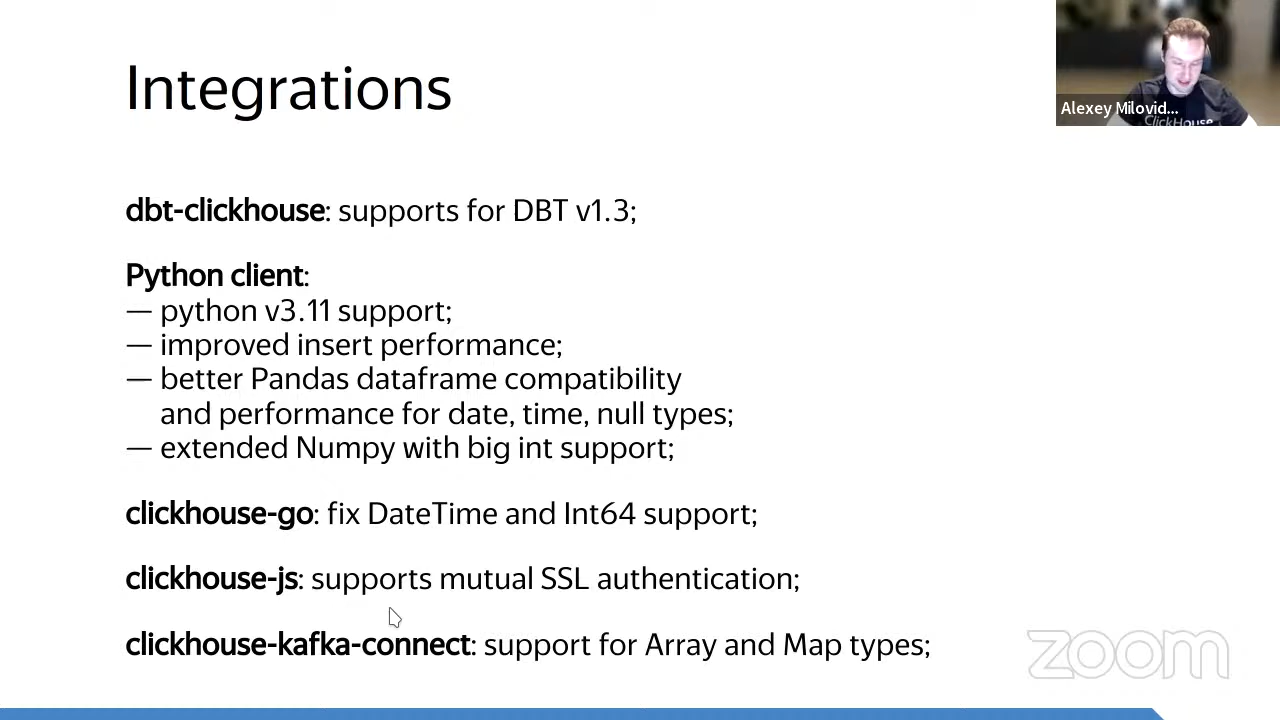 Integrations
Alexey Milovid...
ClickHouse
dbt-clickhouse: supports for DBT v1.3;
Python client:
— python v3.11 support;
— improved insert performance;
— better Pandas dataframe compatibility
and performance for date, time, null types;
— extended Numpy with big int support;
clickhouse-go: fix DateTime and Int64 support;
clickhouse-js: supports mutual SSL authentication;
clickhouse-kafka-connect: support for Array and Map types;
zoom